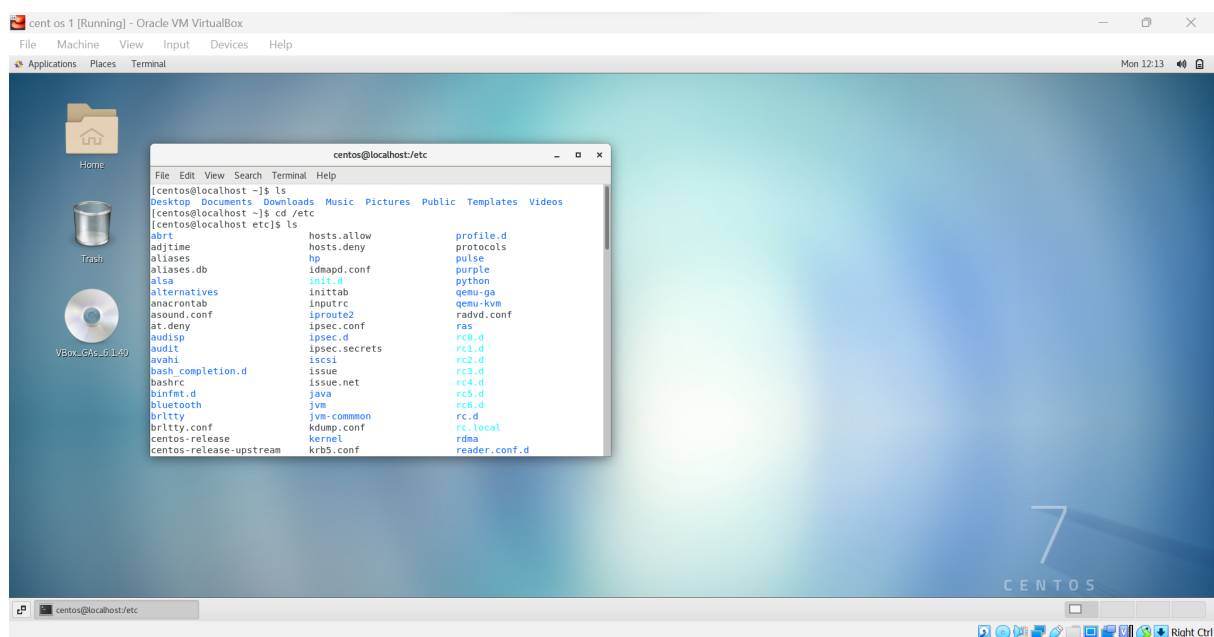 cent os 1 [Running] - Oracle VM VirtualBox
File Machine View Input Devices Help
Applications Places Terminal Mon 12:13
Home
Trash
VBox_GAs_6.1.40
centos@localhost:/etc
File Edit View Search Terminal Help
[centos@localhost ~]$ ls
Desktop Documents Downloads Music Pictures Public Templates Videos
[centos@localhost ~]$ cd /etc
[centos@localhost etc]$ ls
abrt hosts.allow profile.d
adjtime hosts.deny protocols
aliases hp pulse
aliases.db idmapd.conf purple
alsa init.d python
alternatives inittab qemu-ga
anacrontab inputrc qemu-kvm
asound.conf iproute2 radvd.conf
at.deny ipsec.conf ras
audisp ipsec.d rc0.d
audit ipsec.secrets rc1.d
avahi iscsi rc2.d
bash_completion.d issue rc3.d
bashrc issue.net rc4.d
binfmt.d java rc5.d
bluetooth jvm rc6.d
brltty jvm-commmon rc.d
brltty.conf kdump.conf rc.local
centos-release kernel rdma
centos-release-upstream krb5.conf reader.conf.d
7
CENTOS
centos@localhost:/etc
Right Ctrl